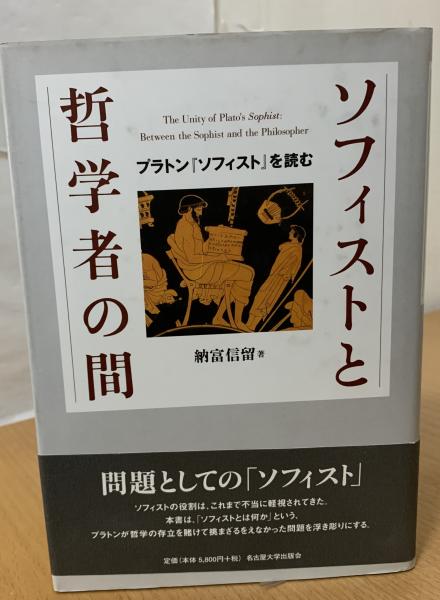 ソフィストと
哲学者の間
The Unity of Plato's Sophist:
Between the Sophist and the Philosopher
プラトン『ソフィスト』を読む
納富信留 著
問題としての「ソフィスト」
ソフィストの役割は、これまで不当に軽視されてきた。
本書は、「ソフィストとは何か」という、
プラトンが哲学の存立を賭けて挑まざるをえなかった問題を浮き彫りにする。
定価(本体 5,800円+税) 名古屋大学出版会